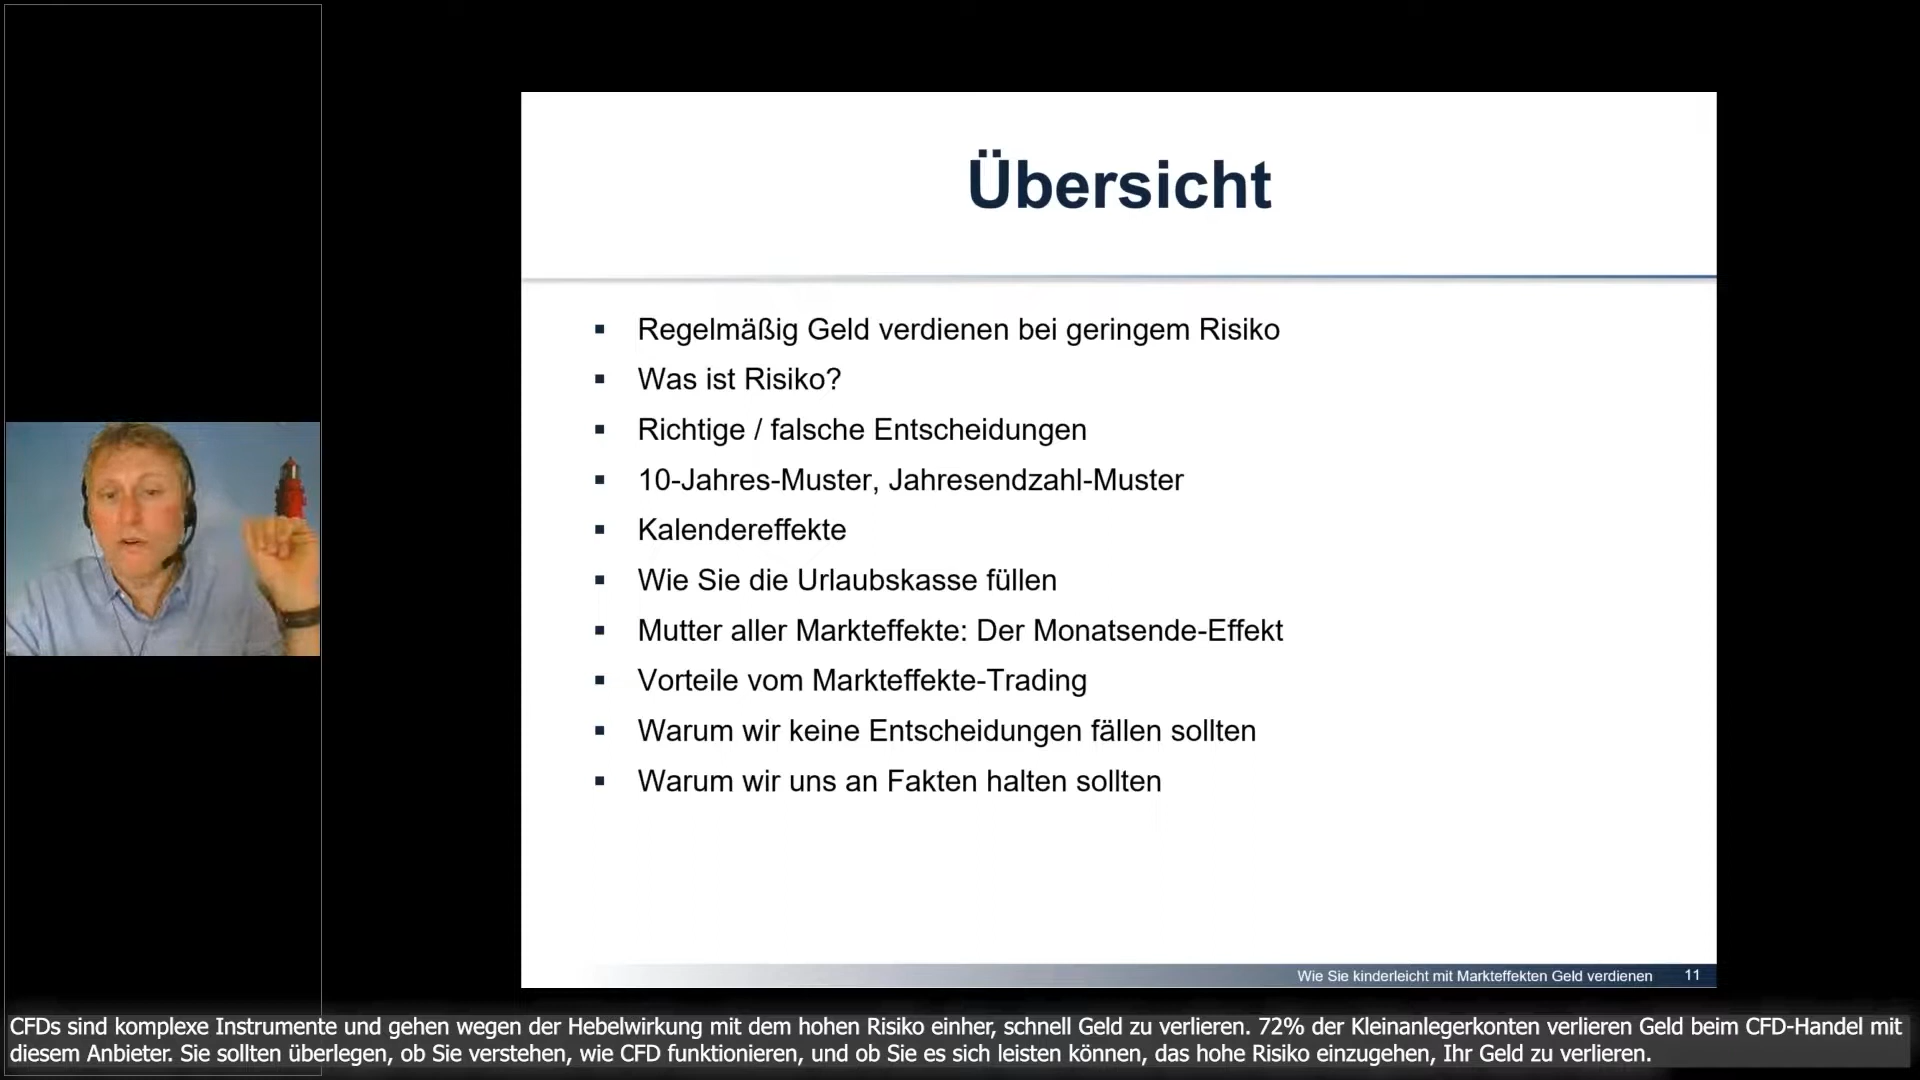 Übersicht
Regelmäßig Geld verdienen bei geringem Risiko
Was ist Risiko?
Richtige / falsche Entscheidungen
10-Jahres-Muster, Jahresendzahl-Muster
Kalendereffekte
Wie Sie die Urlaubskasse füllen
Mutter aller Markteffekte: Der Monatsende-Effekt
Vorteile vom Markteffekte-Trading
Warum wir keine Entscheidungen fällen sollten
Warum wir uns an Fakten halten sollten
Wie Sie kinderleicht mit Markteffekten Geld verdienen 11
CFDs sind komplexe Instrumente und gehen wegen der Hebelwirkung mit dem hohen Risiko einher, schnell Geld zu verlieren. 72% der Kleinanlegerkonten verlieren Geld beim CFD-Handel mit
diesem Anbieter. Sie sollten überlegen, ob Sie verstehen, wie CFD funktionieren, und ob Sie es sich leisten können, das hohe Risiko einzugehen, Ihr Geld zu verlieren.